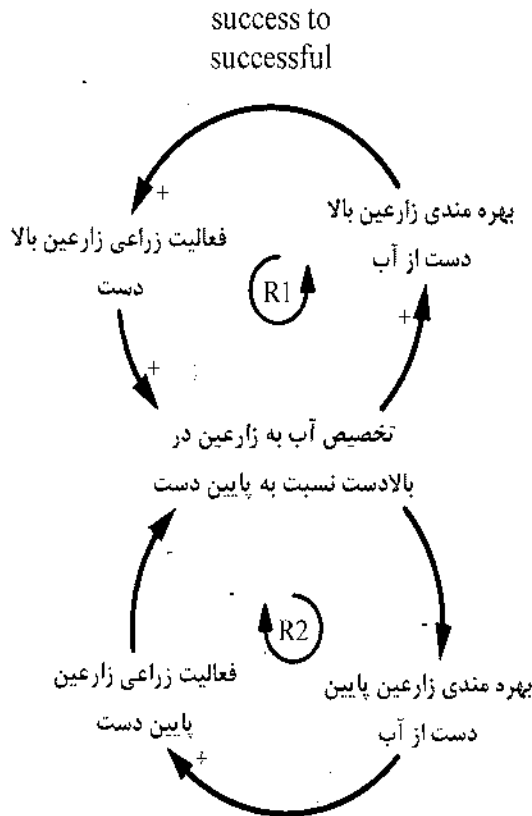 success to
successful
+
فعالیت زراعی زارعین بالا
دست
بهره مندی زارعین بالا
دست از آب
R1
+
+
تخصیص آب به زارعین در
بالادست نسبت به پایین دست
-
-
R2
فعالیت زراعی زارعین
پایین دست
بهره مندی زارعین پایین
دست از آب
+